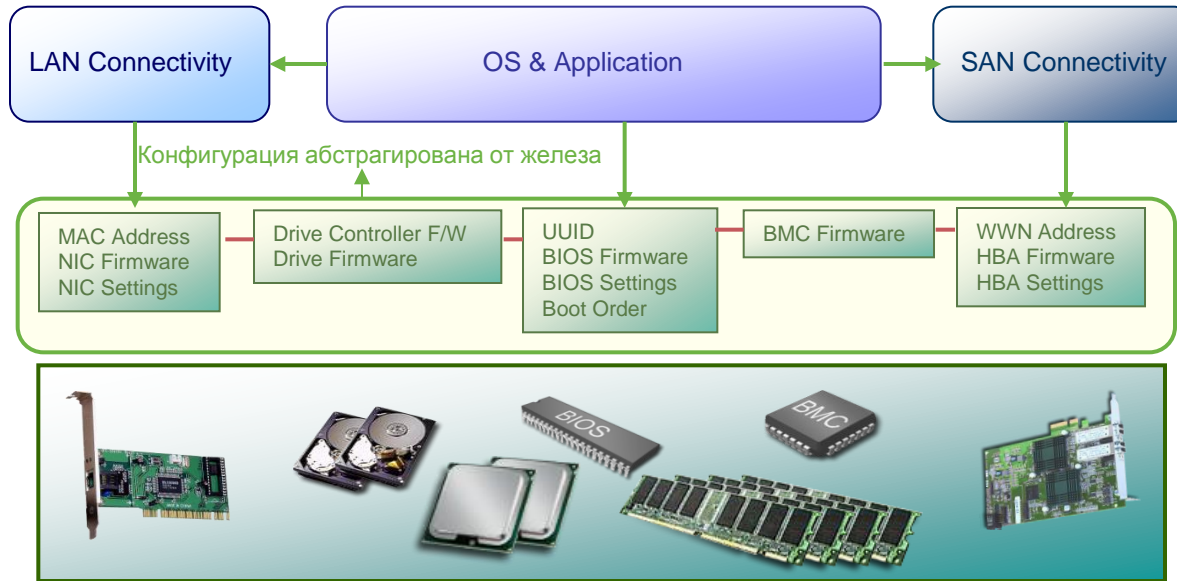 LAN Connectivity
OS & Application
SAN Connectivity
Конфигурация абстрагирована от железа
MAC Address
NIC Firmware
NIC Settings
Drive Controller F/W
Drive Firmware
UUID
BIOS Firmware
BIOS Settings
Boot Order
BMC Firmware
WWN Address
HBA Firmware
HBA Settings
BIOS
BMC